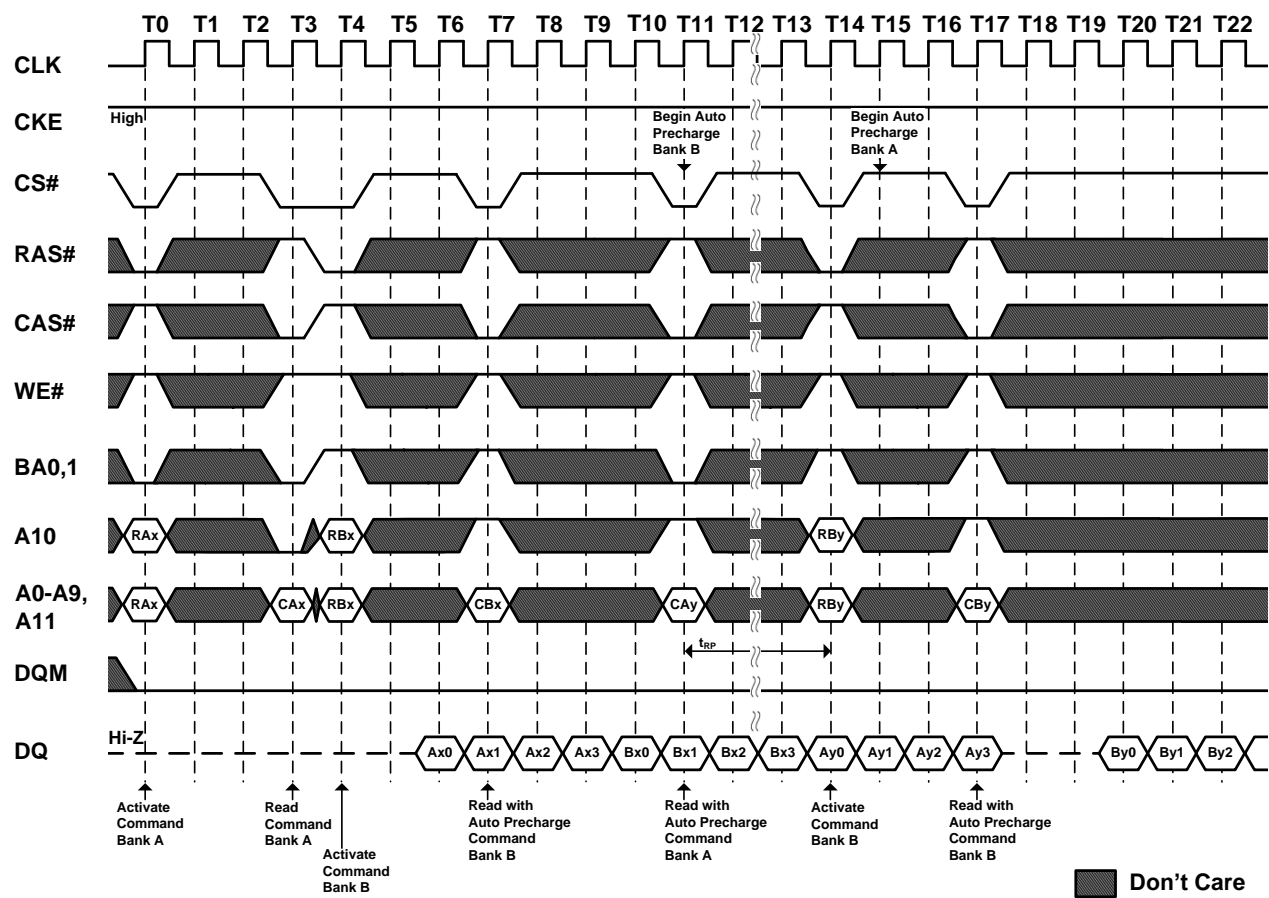 T0 T1 T2 T3 T4 T5 T6 T7 T8 T9 T10 T11 T12 T13 T14 T15 T16 T17 T18 T19 T20 T21 T22
CLK
CKE
High
Begin Auto
Precharge
Bank B
Begin Auto
Precharge
Bank A
CS#
RAS#
CAS#
WE#
BA0,1
A10
RAx RBx RBy
A0-A9,
A11
RAx CAx RBx CBx CAy RBy CBy
tRP
DQM
DQ
Hi-Z
Ax0 Ax1 Ax2 Ax3 Bx0 Bx1 Bx2 Bx3 Ay0 Ay1 Ay2 Ay3 By0 By1 By2
Activate
Command
Bank A
Read
Command
Bank A
Activate
Command
Bank B
Read with
Auto Precharge
Command
Bank B
Read with
Auto Precharge
Command
Bank A
Activate
Command
Bank B
Read with
Auto Precharge
Command
Bank B
Don't Care